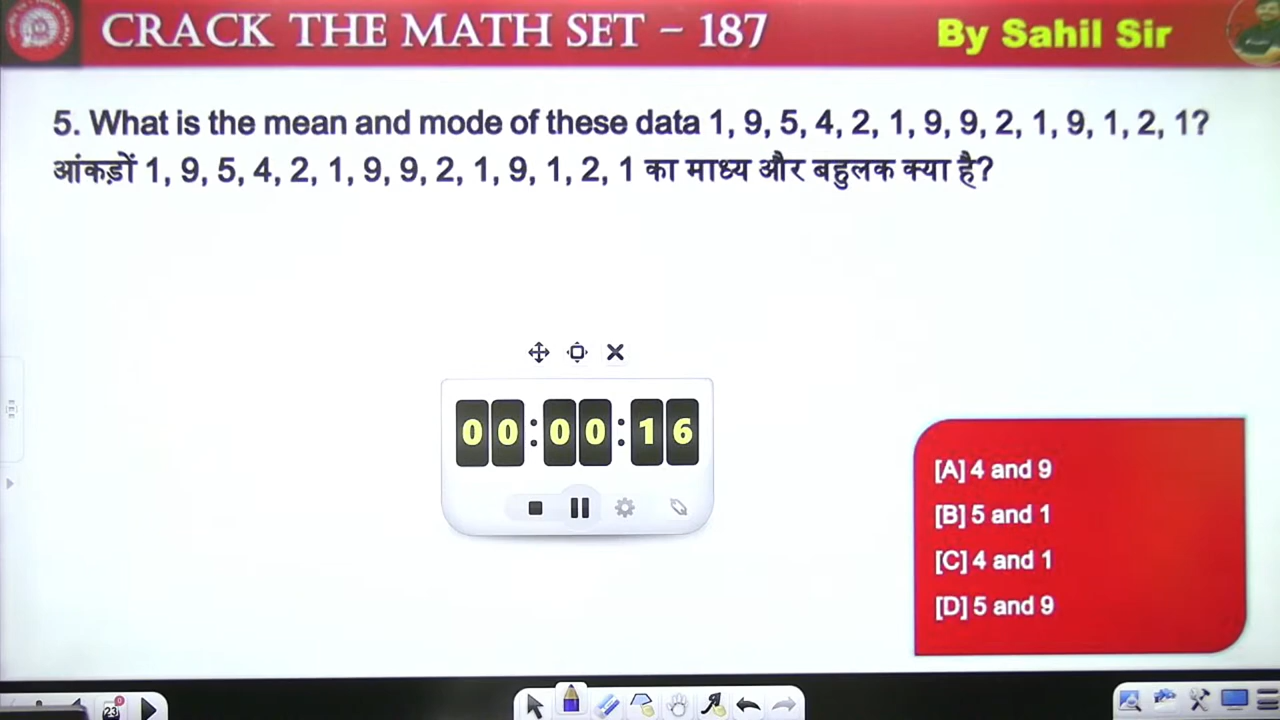 CRACK THE MATH SET – 187
By Sahil Sir
5. What is the mean and mode of these data 1, 9, 5, 4, 2, 1, 9, 9, 2, 1, 9, 1, 2, 1?
आंकड़ों 1, 9, 5, 4, 2, 1, 9, 9, 2, 1, 9, 1, 2, 1 का माध्य और बहुलक क्या है?
00:00:16
[A] 4 and 9
[B] 5 and 1
[C] 4 and 1
[D] 5 and 9
23